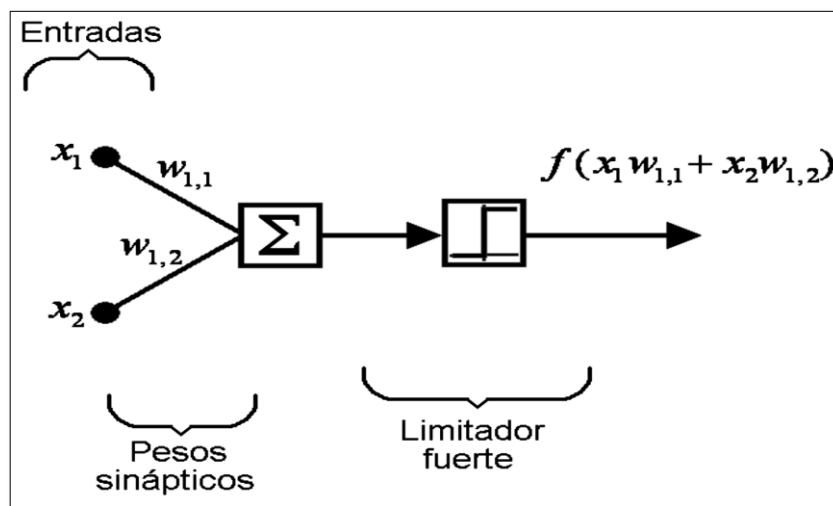 Entradas
x₁
w₁,₁
f(x₁w₁,₁ + x₂w₁,₂)
Σ
w₁,₂
x₂
Pesos
sinápticos
Limitador
fuerte